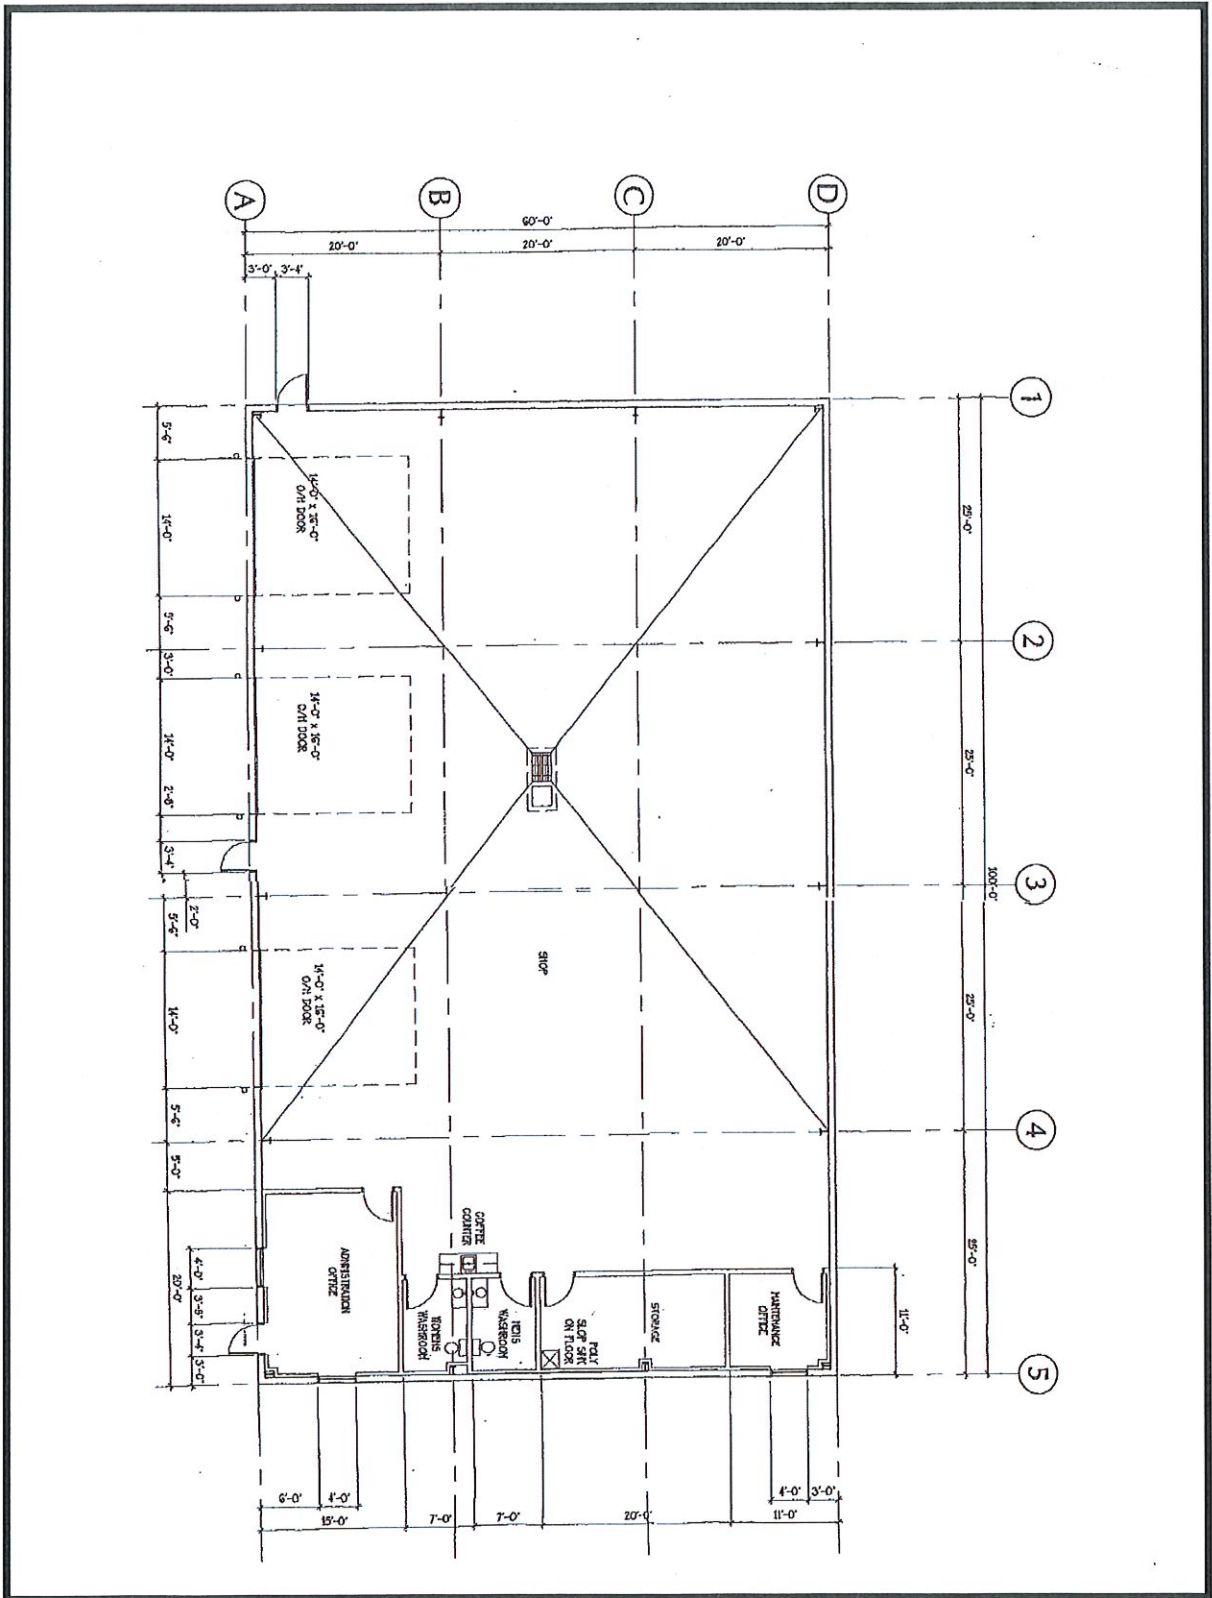 A
B
C
D
60'-0"
20'-0"
20'-0"
20'-0"
3'-0"
3'-4"
1
2
3
4
5
25'-0"
25'-0"
25'-0"
25'-0"
100'-0"
5'-6"
14'-0"
5'-6"
3'-0"
14'-0"
2'-8"
3'-4"
2'-0"
5'-6"
14'-0"
5'-6"
5'-0"
20'-0"
4'-0"
3'-4"
3'-0"
14'-0" x 16'-0"
O/H DOOR
14'-0" x 16'-0"
O/H DOOR
14'-0" x 16'-0"
O/H DOOR
SHOP
COFFEE
COUNTER
ADMINISTRATION
OFFICE
WOMENS
WASHROOM
MENS
WASHROOM
POLY
SLOP SINK
ON FLOOR
STORAGE
MAINTENANCE
OFFICE
11'-0"
6'-0"
4'-0"
15'-0"
7'-0"
7'-0"
20'-0"
4'-0"
3'-0"
11'-0"